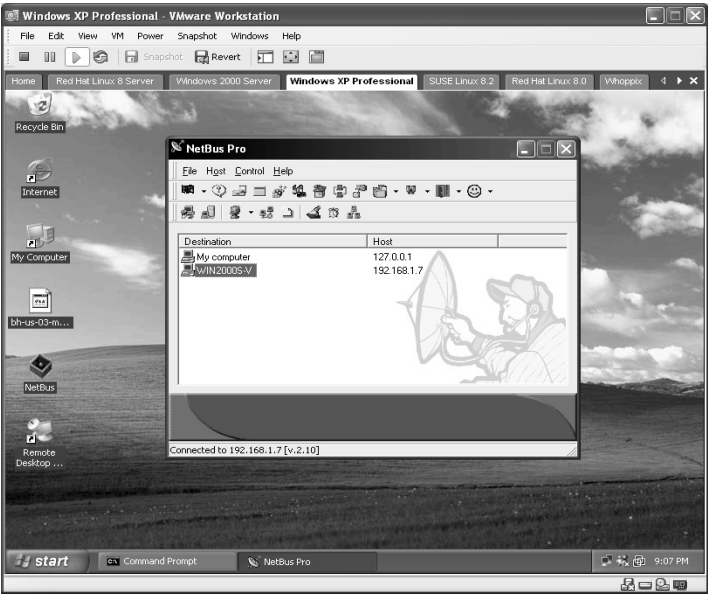 Windows XP Professional - VMware Workstation
File Edit View VM Power Snapshot Windows Help
Snapshot Revert
Home Red Hat Linux 8 Server Windows 2000 Server Windows XP Professional SUSE Linux 8.2 Red Hat Linux 8.0 Whoppix
Recycle Bin
Internet
My Computer
bh-us-03-m...
NetBus
Remote
Desktop ...
NetBus Pro
File Host Control Help
Destination Host
My computer 127.0.0.1
WIN2000S-V 192.168.1.7
Connected to 192.168.1.7 [v.2.10]
start Command Prompt NetBus Pro 9:07 PM